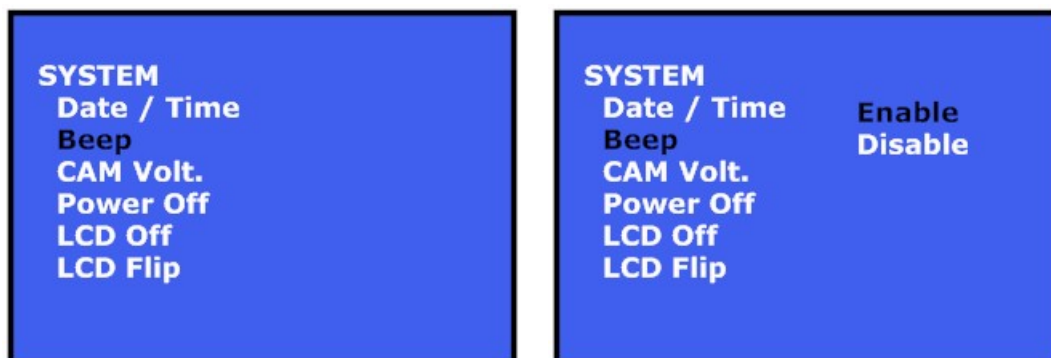 SYSTEM
Date / Time
Beep
CAM Volt.
Power Off
LCD Off
LCD Flip
SYSTEM
Date / Time
Beep
CAM Volt.
Power Off
LCD Off
LCD Flip
Enable
Disable